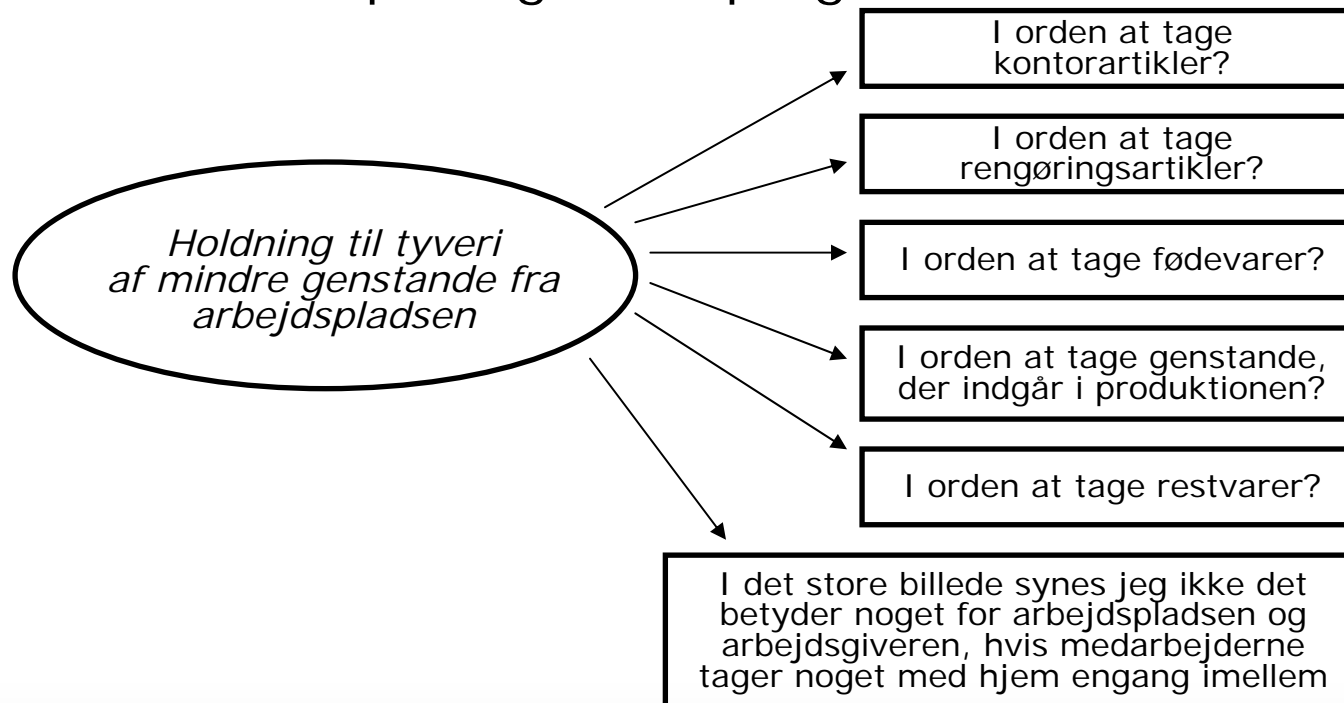 I orden at tage
kontorartikler?
I orden at tage
rengøringsartikler?
Holdning til tyveri
af mindre genstande fra
arbejdspladsen
I orden at tage fødevarer?
I orden at tage genstande,
der indgår i produktionen?
I orden at tage restvarer?
I det store billede synes jeg ikke det
betyder noget for arbejdspladsen og
arbejdsgiveren, hvis medarbejderne
tager noget med hjem engang imellem